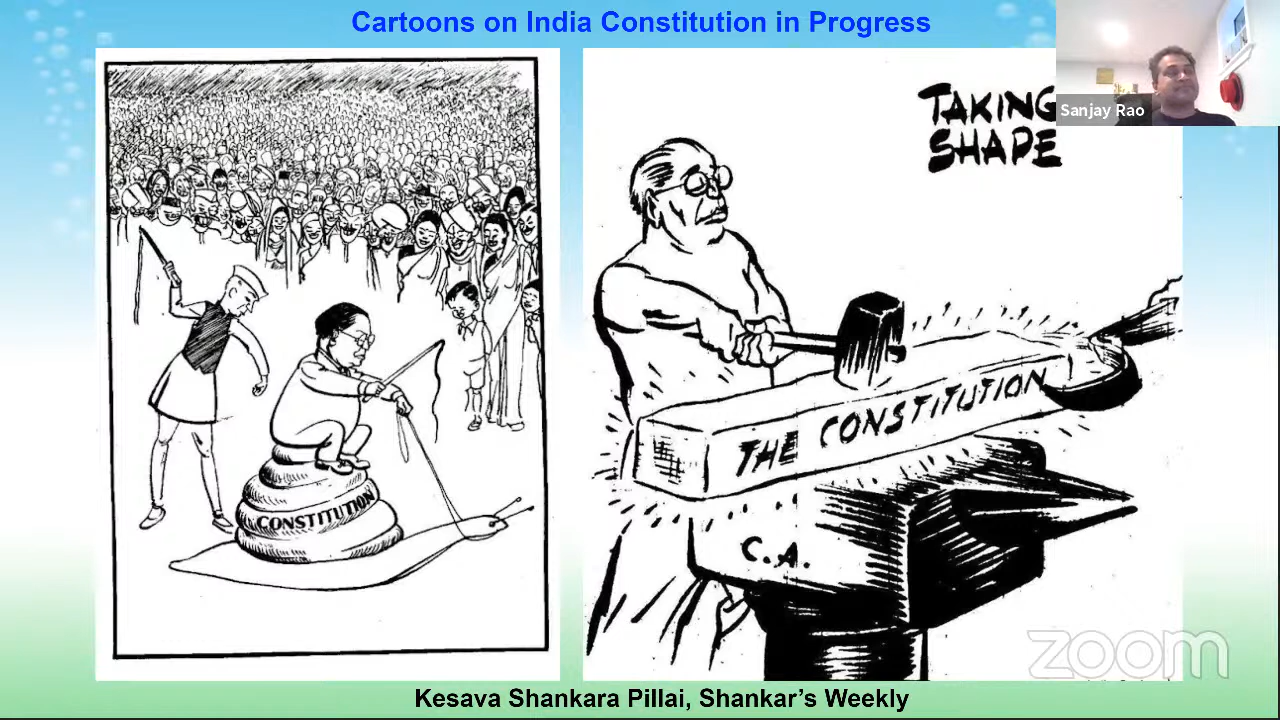 Cartoons on India Constitution in Progress
TAKING
SHAPE
Sanjay Rao
CONSTITUTION
THE CONSTITUTION
C.A.
zoom
Kesava Shankara Pillai, Shankar's Weekly